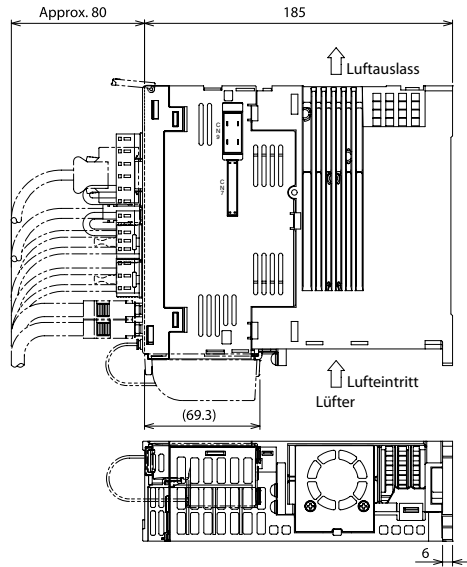 Approx. 80
185
Luftauslass
CN9
CN7
Lufteintritt
Lüfter
(69.3)
6